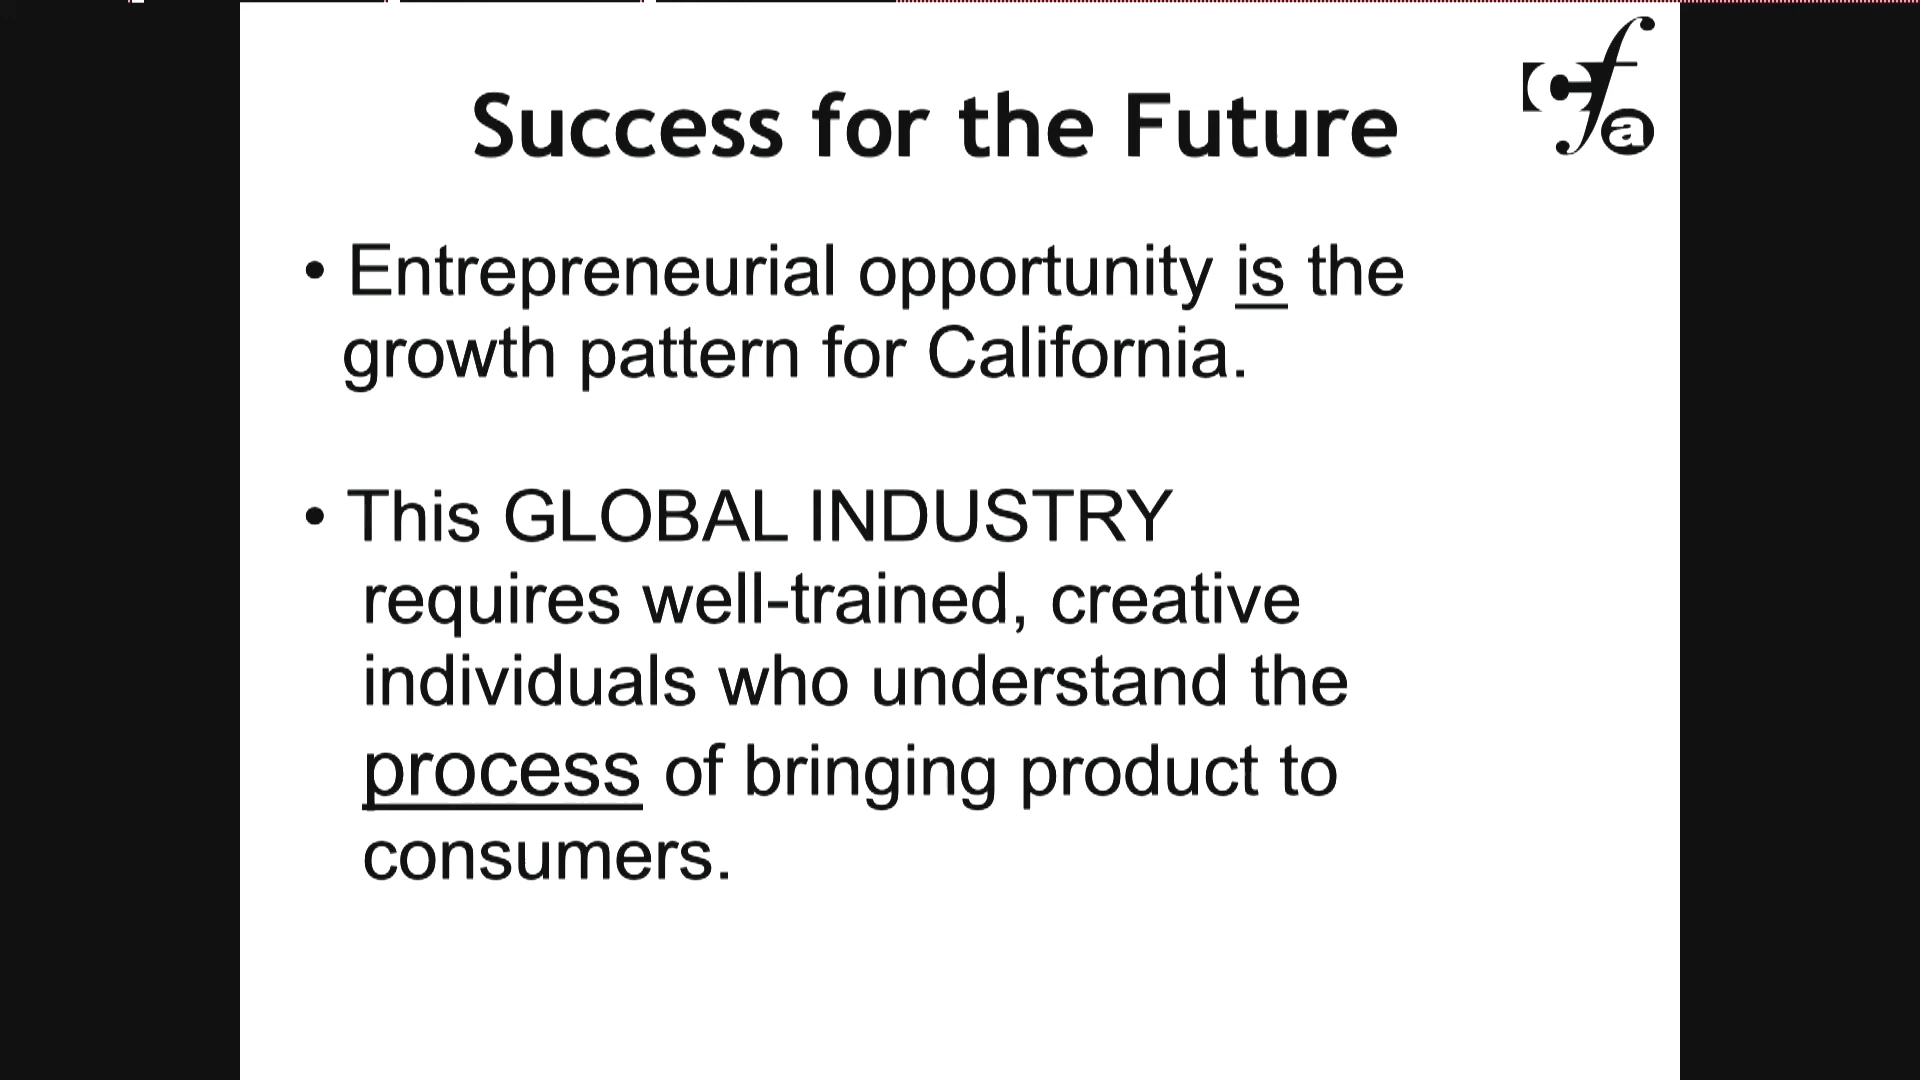 cfa
Success for the Future
• Entrepreneurial opportunity is the
growth pattern for California.
• This GLOBAL INDUSTRY
requires well-trained, creative
individuals who understand the
process of bringing product to
consumers.